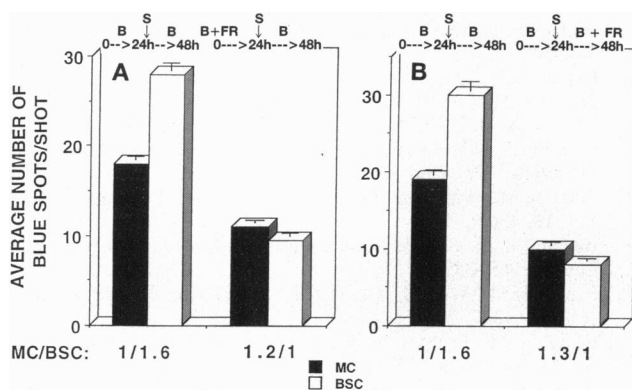 S S S S
B B B+FR B B B B B + FR
0-->24h-->48h 0--->24h--->48h 0-->24h-->48h 0--->24h---->48h
A B
30 20 10 0
30 20 10 0
AVERAGE NUMBER OF
BLUE SPOTS/SHOT
MC/BSC: 1/1.6 1.2/1 1/1.6 1.3/1
MC
BSC